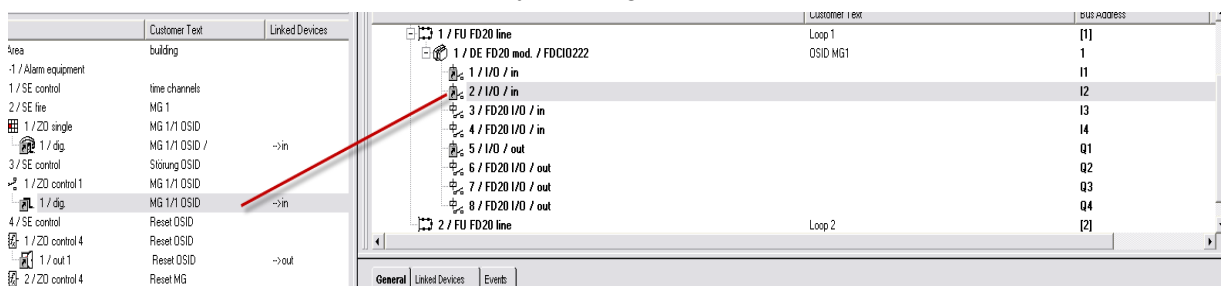 Customer Text Linked Devices
Area building
-1 / Alarm equipment
1 / SE control time channels
2 / SE fire MG 1
1 / ZO single MG 1/1 OSID
1 / dig. MG 1/1 OSID / -->in
3 / SE control Störung OSID
1 / ZO control 1 MG 1/1 OSID
1 / dig. MG 1/1 OSID -->in
4 / SE control Reset OSID
1 / ZO control 4 Reset OSID
1 / out 1 Reset OSID -->out
2 / ZO control 4 Reset MG
Customer Text Bus Address
1 / FU FD20 line Loop 1 [1]
1 / DE FD20 mod. / FDCIO222 OSID MG1 1
1 / I/O / in I1
2 / I/O / in I2
3 / FD20 I/O / in I3
4 / FD20 I/O / in I4
5 / I/O / out Q1
6 / FD20 I/O / out Q2
7 / FD20 I/O / out Q3
8 / FD20 I/O / out Q4
2 / FU FD20 line Loop 2 [2]
General Linked Devices Events